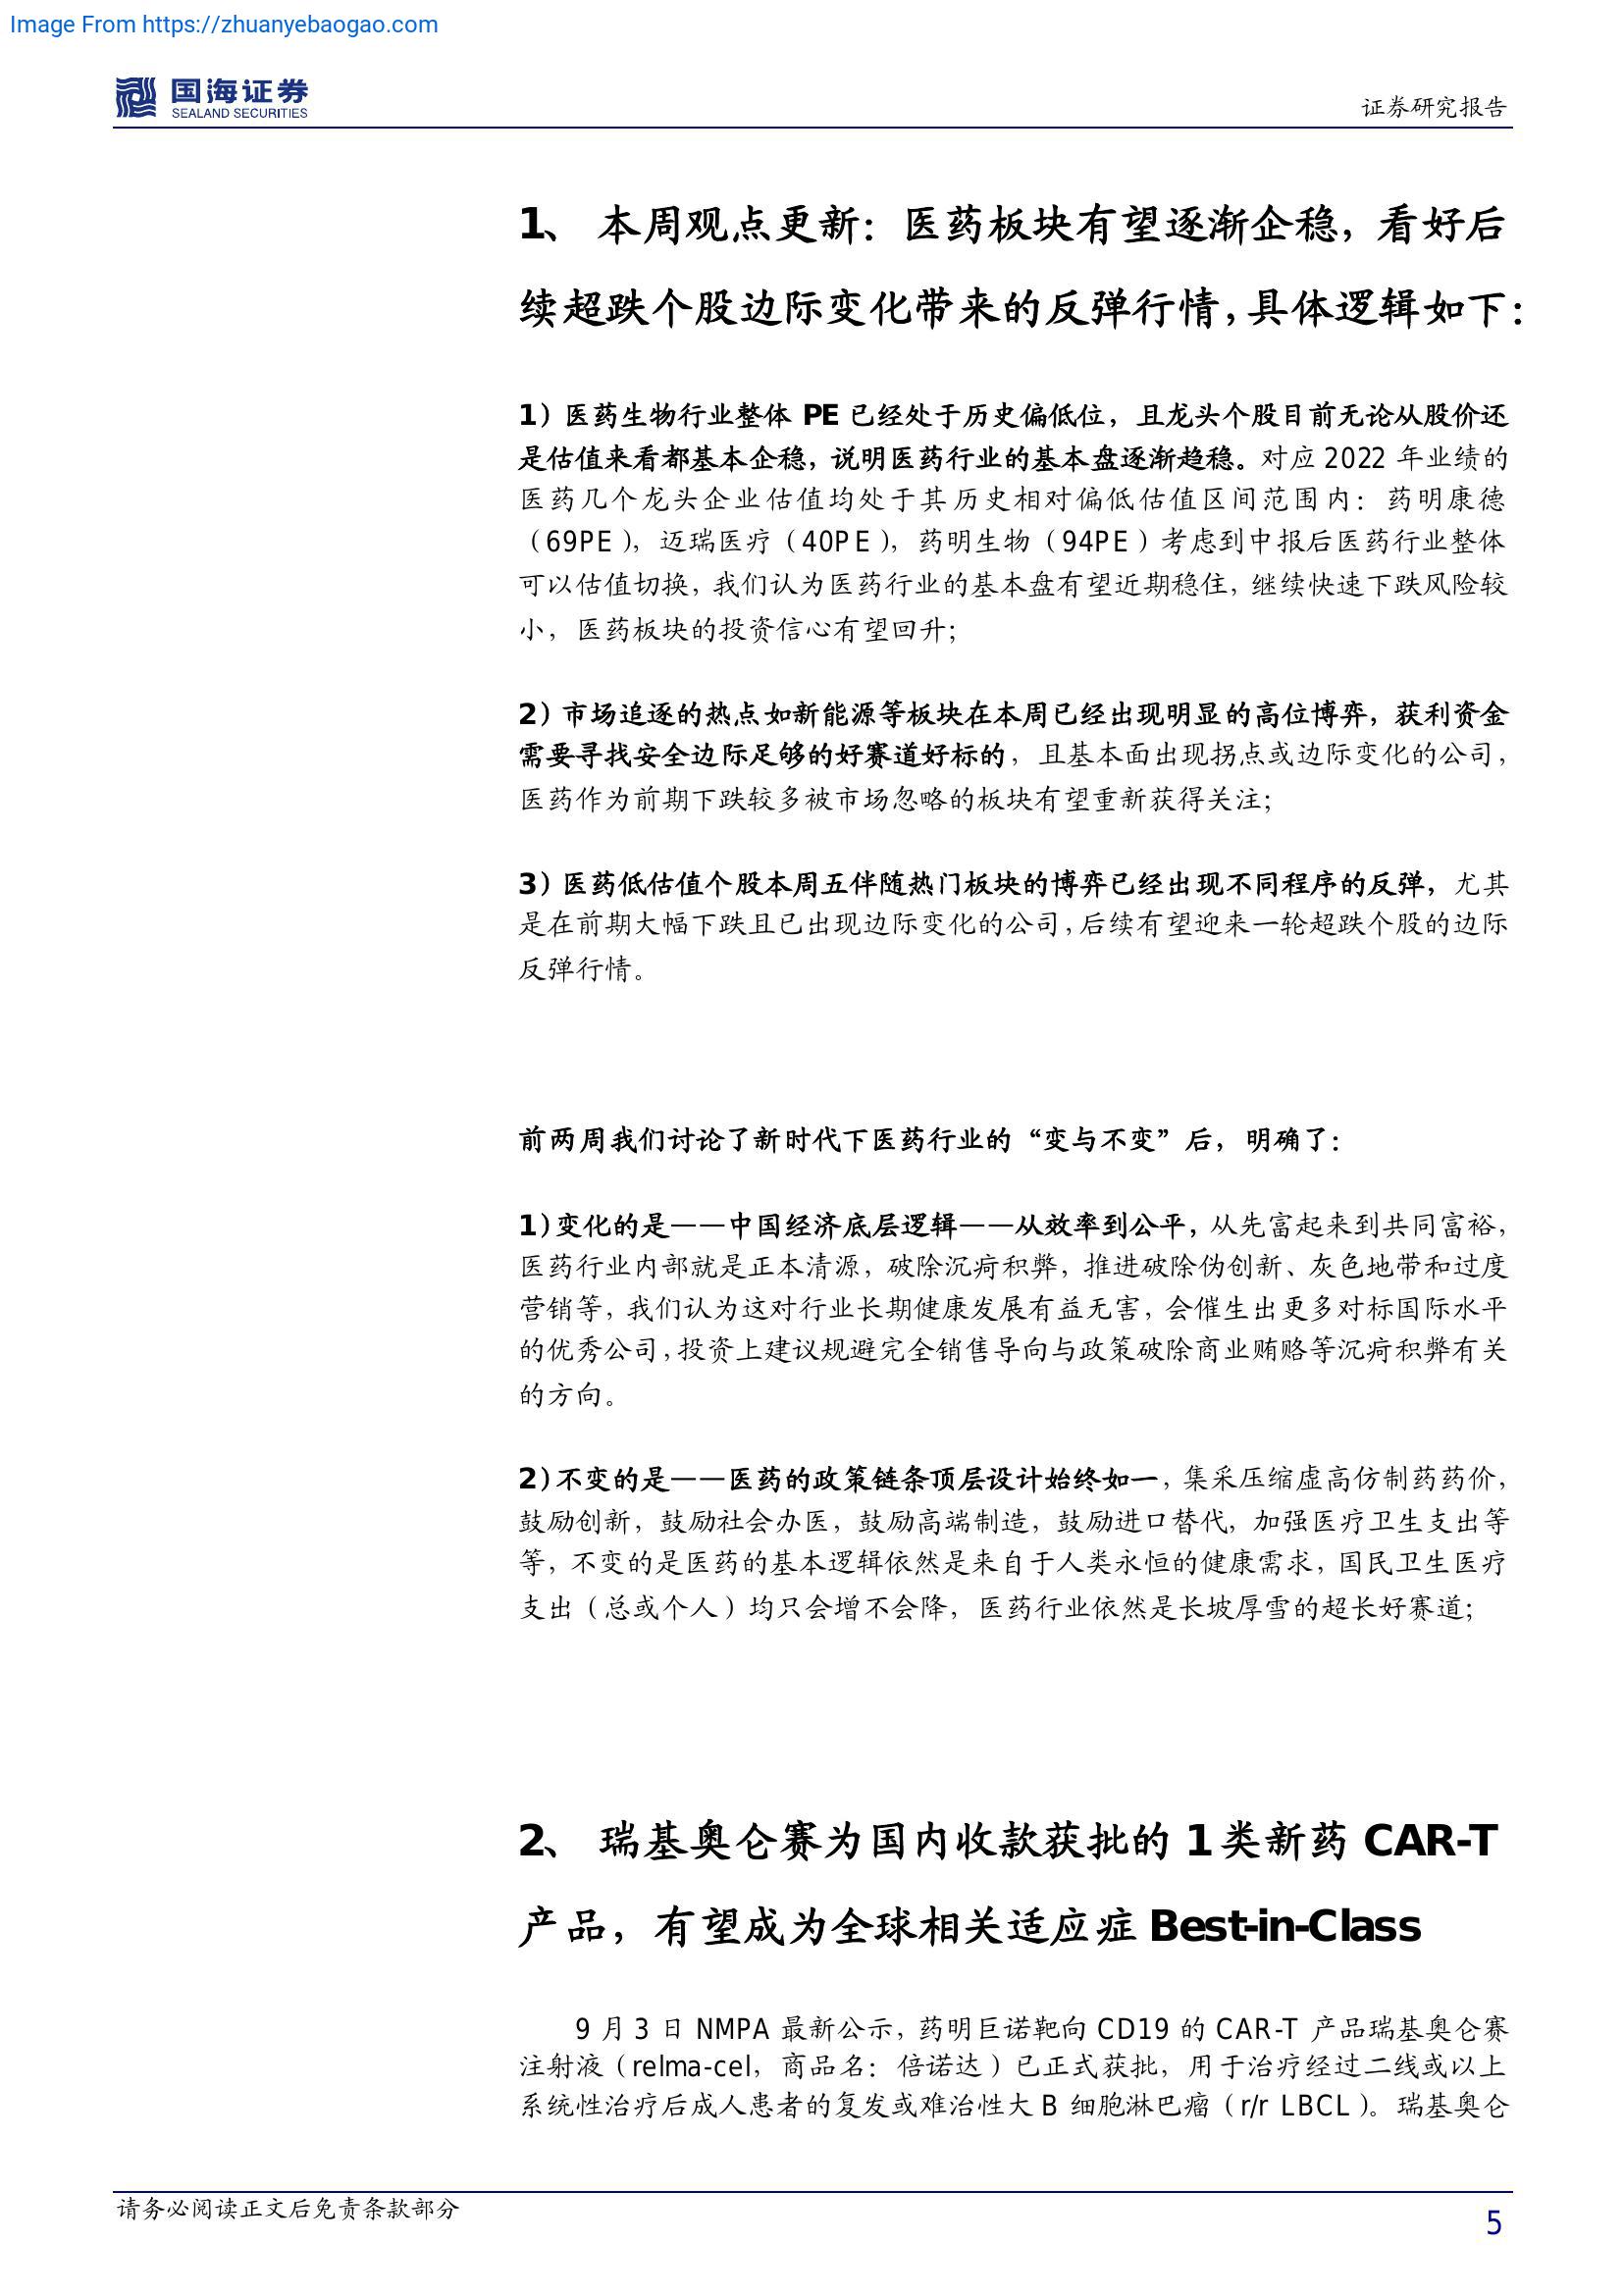 Image From https://zhuanyebaogao.com
国海证券
SEALAND SECURITIES
证券研究报告
1、 本周观点更新：医药板块有望逐渐企稳，看好后
续超跌个股边际变化带来的反弹行情，具体逻辑如下：
1）医药生物行业整体 PE 已经处于历史偏低位，且龙头个股目前无论从股价还
是估值来看都基本企稳，说明医药行业的基本盘逐渐趋稳。对应 2022 年业绩的
医药几个龙头企业估值均处于其历史相对偏低估值区间范围内：药明康德
（69PE），迈瑞医疗（40PE），药明生物（94PE）考虑到中报后医药行业整体
可以估值切换，我们认为医药行业的基本盘有望近期稳住，继续快速下跌风险较
小，医药板块的投资信心有望回升；
2）市场追逐的热点如新能源等板块在本周已经出现明显的高位博弈，获利资金
需要寻找安全边际足够的好赛道好标的，且基本面出现拐点或边际变化的公司，
医药作为前期下跌较多被市场忽略的板块有望重新获得关注；
3）医药低估值个股本周五伴随热门板块的博弈已经出现不同程序的反弹，尤其
是在前期大幅下跌且已出现边际变化的公司，后续有望迎来一轮超跌个股的边际
反弹行情。
前两周我们讨论了新时代下医药行业的“变与不变”后，明确了：
1）变化的是——中国经济底层逻辑——从效率到公平，从先富起来到共同富裕，
医药行业内部就是正本清源，破除沉疴积弊，推进破除伪创新、灰色地带和过度
营销等，我们认为这对行业长期健康发展有益无害，会催生出更多对标国际水平
的优秀公司，投资上建议规避完全销售导向与政策破除商业贿赂等沉疴积弊有关
的方向。
2）不变的是——医药的政策链条顶层设计始终如一，集采压缩虚高仿制药药价，
鼓励创新，鼓励社会办医，鼓励高端制造，鼓励进口替代，加强医疗卫生支出等
等，不变的是医药的基本逻辑依然是来自于人类永恒的健康需求，国民卫生医疗
支出（总或个人）均只会增不会降，医药行业依然是长坡厚雪的超长好赛道；
2、 瑞基奥仑赛为国内收款获批的 1 类新药 CAR-T
产品，有望成为全球相关适应症 Best-in-Class
9 月 3 日 NMPA 最新公示，药明巨诺靶向 CD19 的 CAR-T 产品瑞基奥仑赛
注射液（relma-cel，商品名：倍诺达）已正式获批，用于治疗经过二线或以上
系统性治疗后成人患者的复发或难治性大 B 细胞淋巴瘤（r/r LBCL）。瑞基奥仑
请务必阅读正文后免责条款部分
5